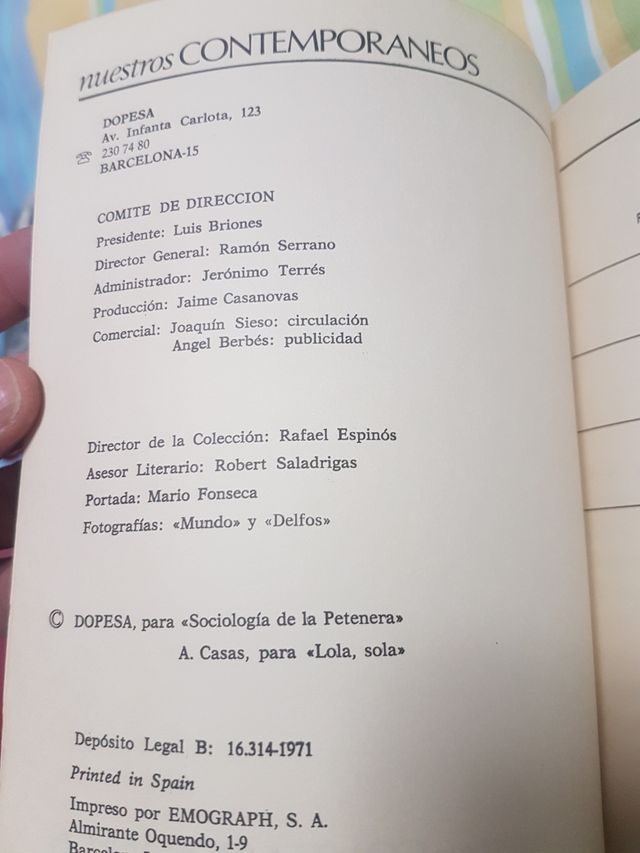 nuestros CONTEMPORANEOS
DOPESA
Av. Infanta Carlota, 123
☎ 230 74 80
BARCELONA-15
COMITE DE DIRECCION
Presidente: Luis Briones
Director General: Ramón Serrano
Administrador: Jerónimo Terrés
Producción: Jaime Casanovas
Comercial: Joaquín Sieso: circulación
Angel Berbés: publicidad
Director de la Colección: Rafael Espinós
Asesor Literario: Robert Saladrigas
Portada: Mario Fonseca
Fotografías: «Mundo» y «Delfos»
© DOPESA, para «Sociología de la Petenera»
A. Casas, para «Lola, sola»
Depósito Legal B: 16.314-1971
Printed in Spain
Impreso por EMOGRAPH, S. A.
Almirante Oquendo, 1-9